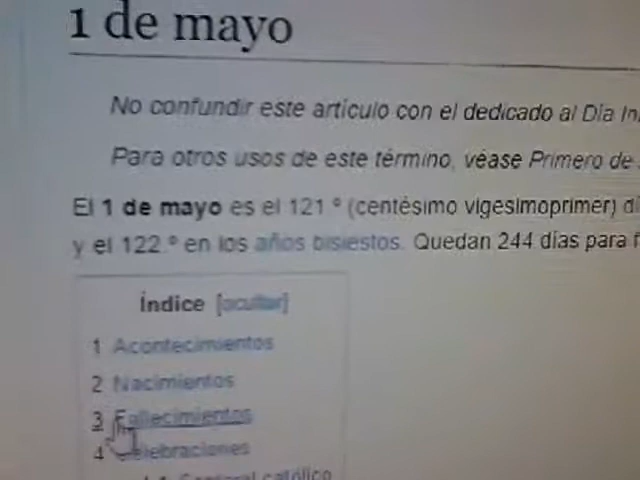 1 de mayo
No confundir este artículo con el dedicado al Día
Para otros usos de este término, véase Primero de
El 1 de mayo es el 121.º (centésimo vigesimoprimer)
y el 122.º en los años bisiestos. Quedan 244 días para
Índice [ocultar]
1 Acontecimientos
2 Nacimientos
3 Fallecimientos
4 Celebraciones
Santoral católico